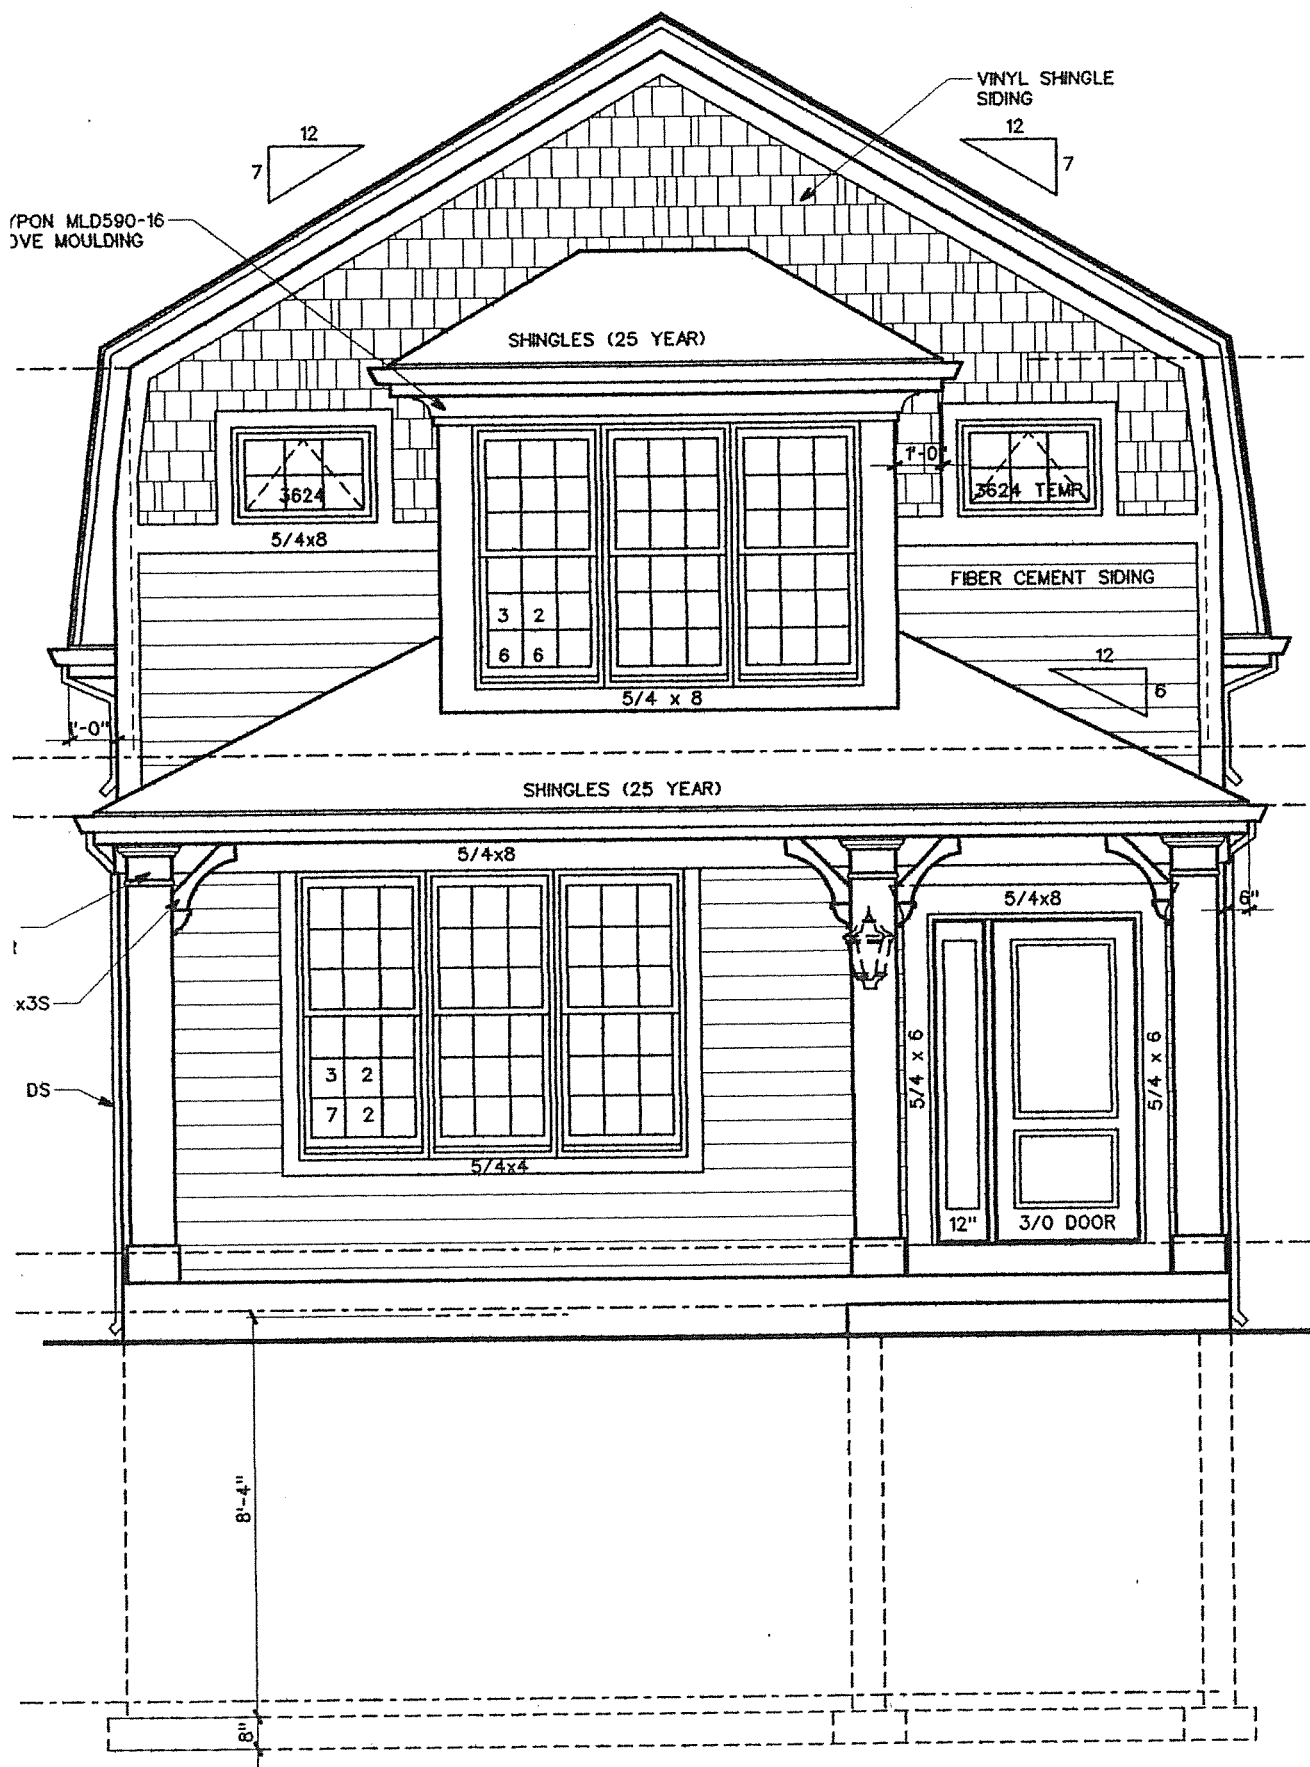 VINYL SHINGLE
SIDING
12
7
12
7
YPON MLD590-16
OVE MOULDING
SHINGLES (25 YEAR)
1'-0"
3624
3624 TEMP
5/4x8
FIBER CEMENT SIDING
3 2
6 6
5/4 x 8
12
6
1'-0"
SHINGLES (25 YEAR)
5/4x8
5/4x8
6"
x3S
DS
5/4 x 6
5/4 x 6
3 2
7 2
5/4x4
12"
3/0 DOOR
8'-4"
8"